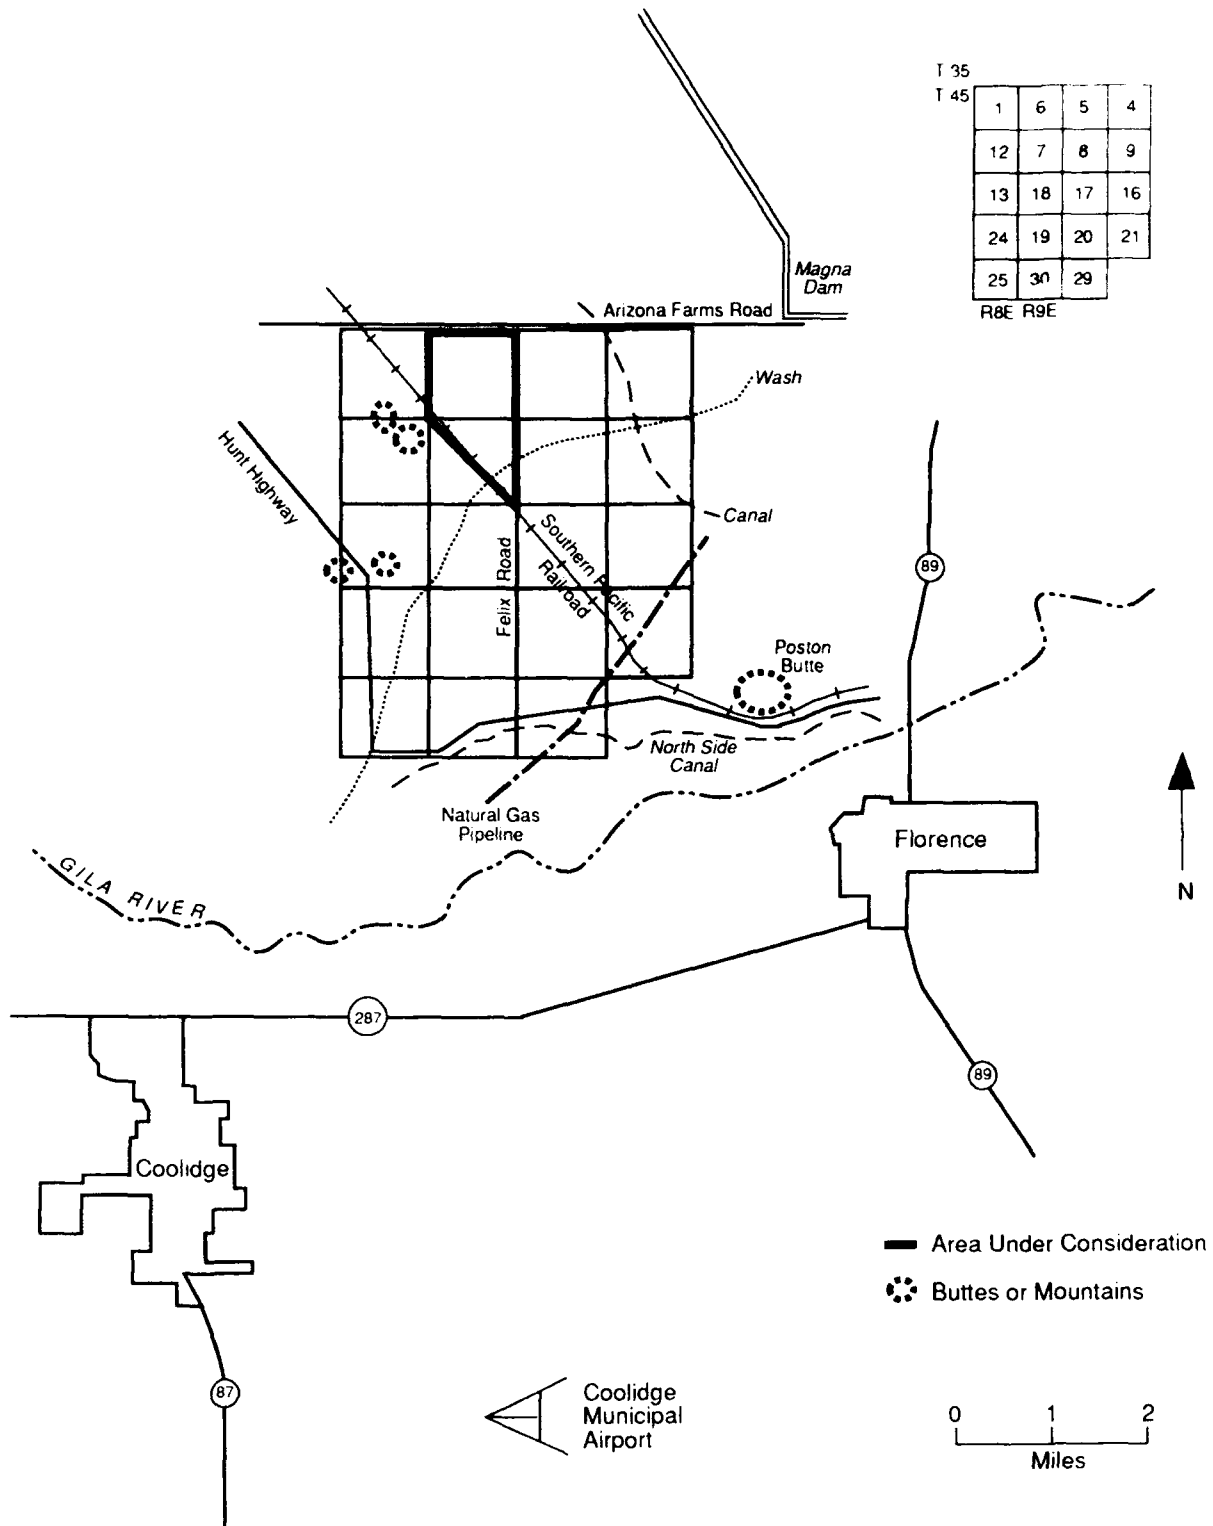 T 35
T 45
1 6 5 4
12 7 8 9
13 18 17 16
24 19 20 21
25 30 29
R8E R9E
Magna
Dam
Arizona Farms Road
Wash
Hunt Highway
Canal
Southern Pacific
Railroad
Felix Road
89
Poston
Butte
North Side
Canal
Natural Gas
Pipeline
Florence
N
GILA RIVER
287
89
Coolidge
Area Under Consideration
Buttes or Mountains
87
Coolidge
Municipal
Airport
0 1 2
Miles